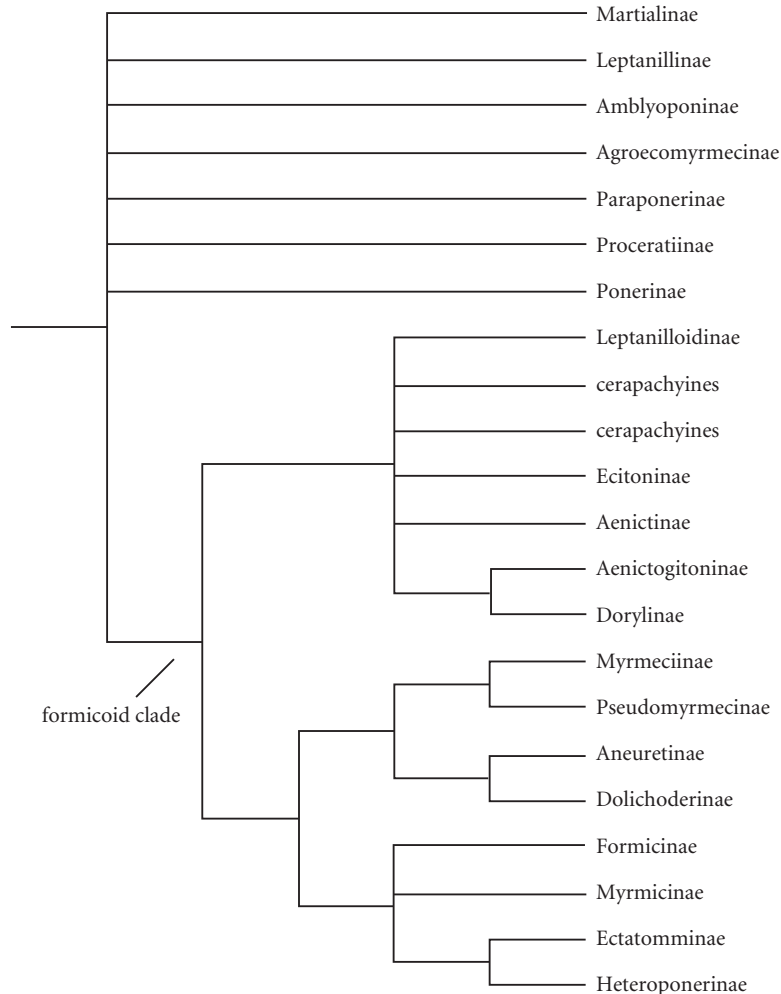 Martialinae
Leptanillinae
Amblyoponinae
Agroecomyrmecinae
Paraponerinae
Proceratiinae
Ponerinae
Leptanilloidinae
cerapachyines
cerapachyines
Ecitoninae
Aenictinae
Aenictogitoninae
Dorylinae
Myrmeciinae
formicoid clade
Pseudomyrmecinae
Aneuretinae
Dolichoderinae
Formicinae
Myrmicinae
Ectatomminae
Heteroponerinae